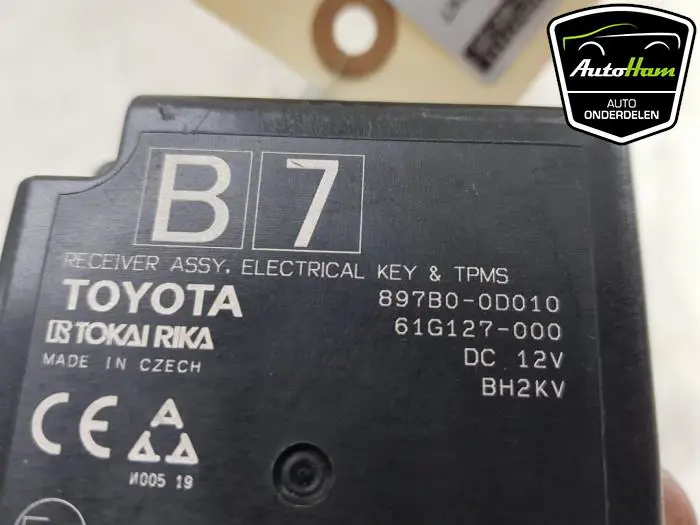 AutoHam
AUTO
ONDERDELEN
B 7
RECEIVER ASSY, ELECTRICAL KEY & TPMS
TOYOTA 897B0-0D010
TOKAI RIKA 61G127-000
MADE IN CZECH DC 12V
BH2KV
CE
И005 19